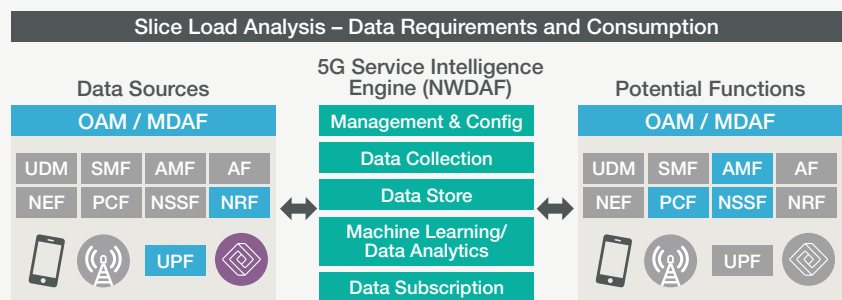 Slice Load Analysis – Data Requirements and Consumption
Data Sources
OAM / MDAF
UDM SMF AMF AF
NEF PCF NSSF NRF
UPF
5G Service Intelligence
Engine (NWDAF)
Management & Config
Data Collection
Data Store
Machine Learning/
Data Analytics
Data Subscription
Potential Functions
OAM / MDAF
UDM SMF AMF AF
NEF PCF NSSF NRF
UPF